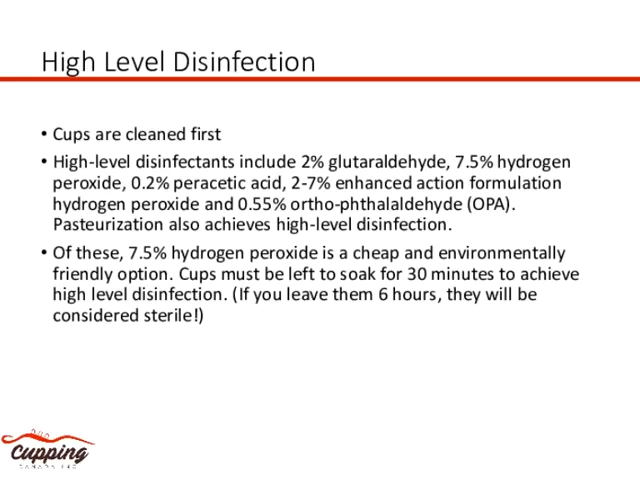 High Level Disinfection
• Cups are cleaned first
• High-level disinfectants include 2% glutaraldehyde, 7.5% hydrogen
peroxide, 0.2% peracetic acid, 2-7% enhanced action formulation
hydrogen peroxide and 0.55% ortho-phthalaldehyde (OPA).
Pasteurization also achieves high-level disinfection.
• Of these, 7.5% hydrogen peroxide is a cheap and environmentally
friendly option. Cups must be left to soak for 30 minutes to achieve
high level disinfection. (If you leave them 6 hours, they will be
considered sterile!)
Cupping
CANADA INC